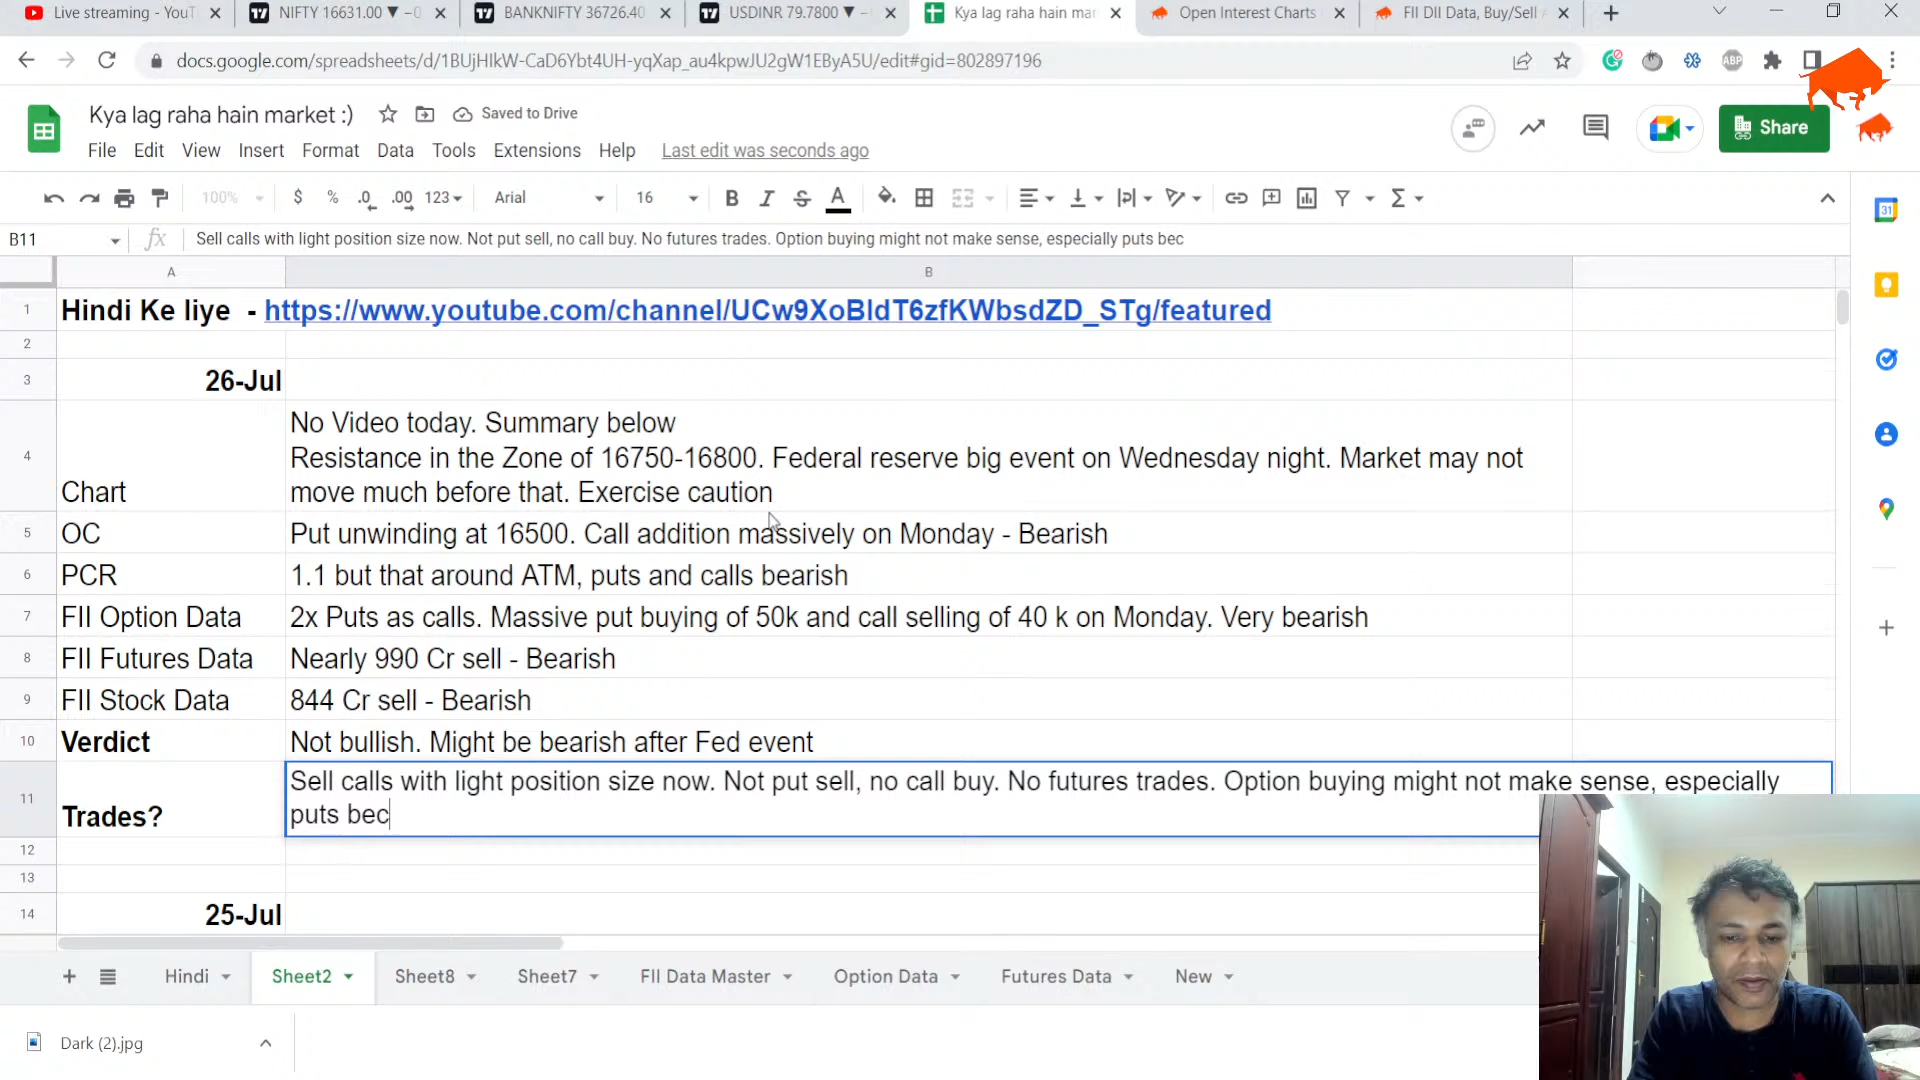 Live streaming - YouT
NIFTY 16631.00 ▼ −0
BANKNIFTY 36726.40
USDINR 79.7800 ▼ −
Kya lag raha hain mar
Open Interest Charts
FII DII Data, Buy/Sell
docs.google.com/spreadsheets/d/1BUjHIkW-CaD6Ybt4UH-yqXap_au4kpwJU2gW1EByA5U/edit#gid=802897196
ABP
Kya lag raha hain market :)
Saved to Drive
Share
File Edit View Insert Format Data Tools Extensions Help Last edit was seconds ago
100% $ % .0 .00 123 Arial 16 B I S A
31
B11 fx Sell calls with light position size now. Not put sell, no call buy. No futures trades. Option buying might not make sense, especially puts bec
A B
1 Hindi Ke liye - https://www.youtube.com/channel/UCw9XoBIdT6zfKWbsdZD_STg/featured
2
3 26-Jul
No Video today. Summary below
Resistance in the Zone of 16750-16800. Federal reserve big event on Wednesday night. Market may not
4 Chart move much before that. Exercise caution
5 OC Put unwinding at 16500. Call addition massively on Monday - Bearish
6 PCR 1.1 but that around ATM, puts and calls bearish
7 FII Option Data 2x Puts as calls. Massive put buying of 50k and call selling of 40 k on Monday. Very bearish
8 FII Futures Data Nearly 990 Cr sell - Bearish
9 FII Stock Data 844 Cr sell - Bearish
10 Verdict Not bullish. Might be bearish after Fed event
Sell calls with light position size now. Not put sell, no call buy. No futures trades. Option buying might not make sense, especially
11 Trades? puts bec
12
13
14 25-Jul
Hindi Sheet2 Sheet8 Sheet7 FII Data Master Option Data Futures Data New
Dark (2).jpg